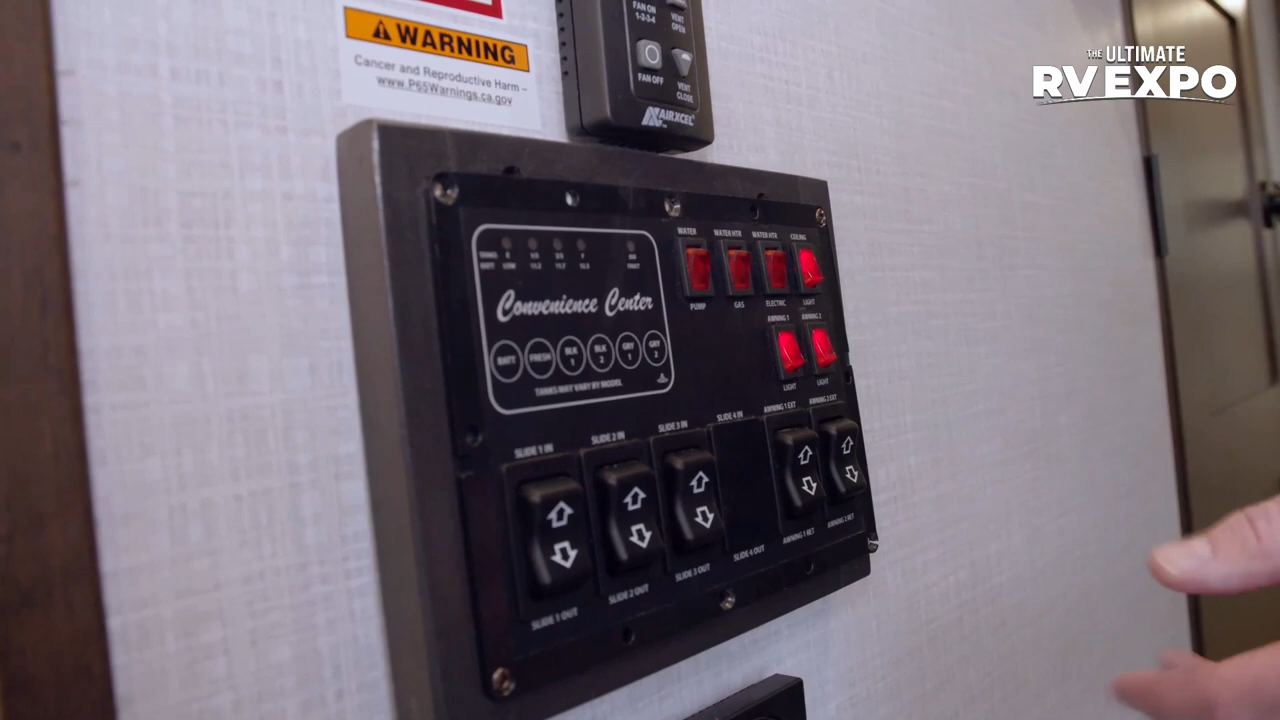 THE ULTIMATE
RV EXPO
FAN ON
1-2-3-4
VENT
OPEN
FAN OFF
VENT
CLOSE
AIRXCEL
WARNING
Cancer and Reproductive Harm –
www.P65Warnings.ca.gov
WATER
WATER HTR
WATER HTR
CEILING
PUMP
GAS
ELECTRIC
LIGHT
TANKS E 1/3 2/3 F
BATT LOW
FAULT
Convenience Center
BATT FRESH BLK 1 BLK 2 GRY 1 GRY 2
TANKS MAY VARY BY MODEL
AWNING 1
AWNING 2
LIGHT
LIGHT
SLIDE 1 IN
SLIDE 2 IN
SLIDE 3 IN
SLIDE 4 IN
AWNING 1 EXT
AWNING 2 EXT
SLIDE 1 OUT
SLIDE 2 OUT
SLIDE 3 OUT
SLIDE 4 OUT
AWNING 1 RET
AWNING 2 RET